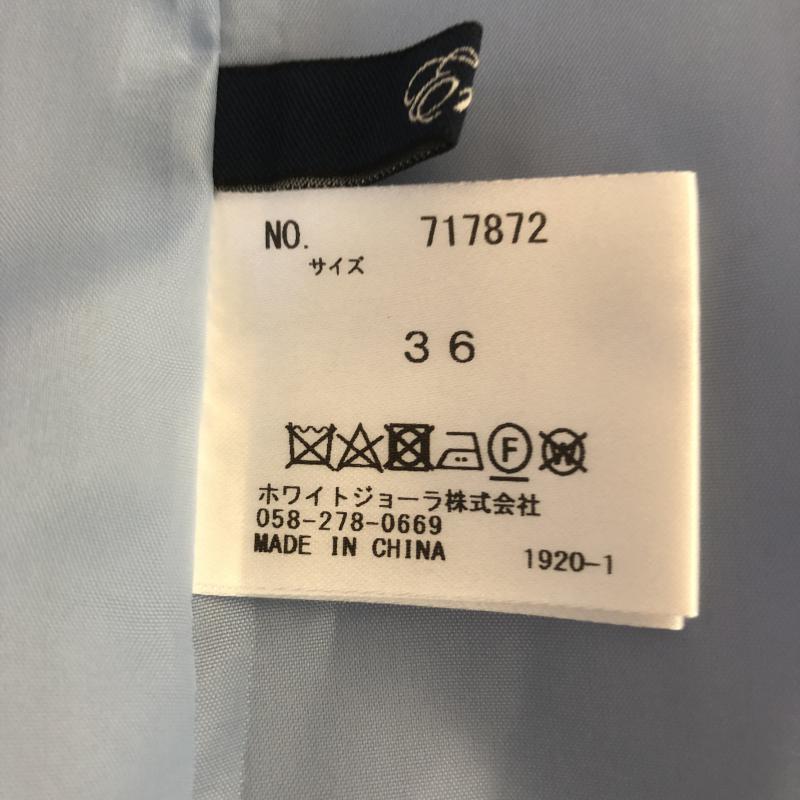 NO. 717872
サイズ
36
F W
ホワイトジョーラ株式会社
058-278-0669
MADE IN CHINA 1920-1